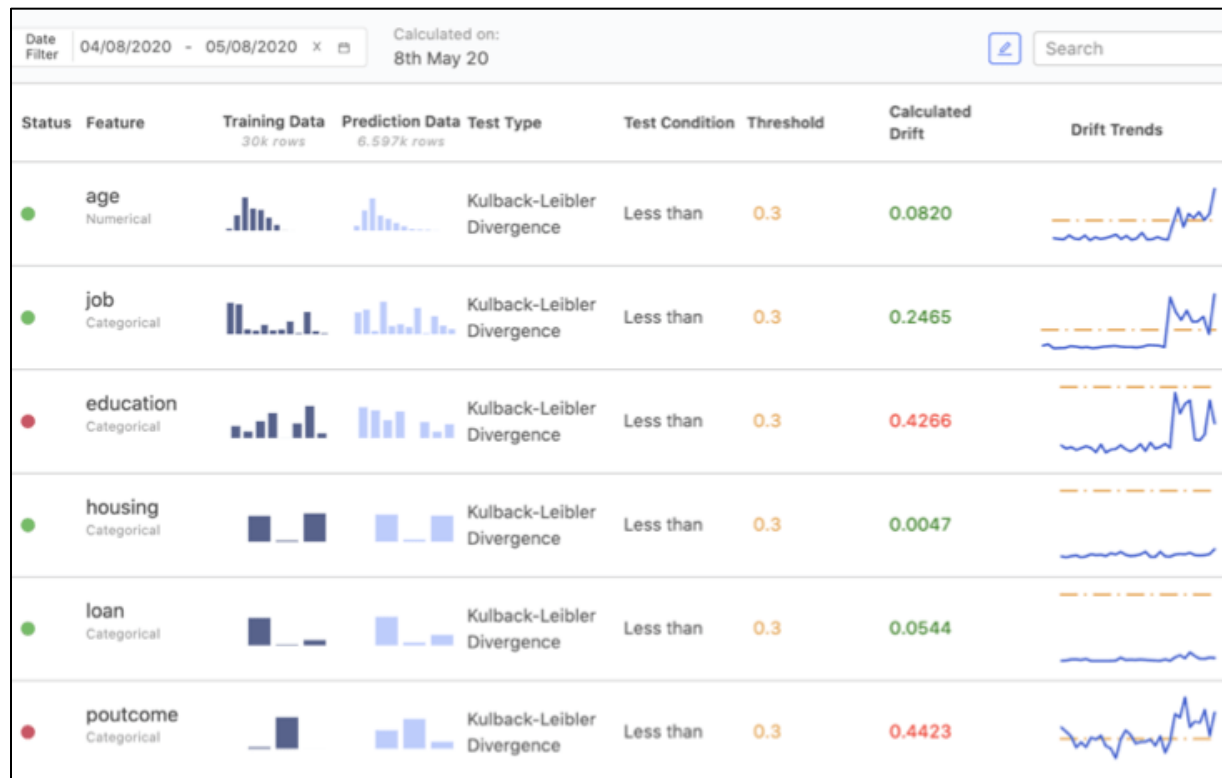 Date
Filter
04/08/2020 - 05/08/2020 X
Calculated on:
8th May 20
Search
Status Feature Training Data Prediction Data Test Type Test Condition Threshold Calculated Drift Drift Trends
30k rows 6.597k rows
age
Numerical
Kulback-Leibler
Divergence
Less than 0.3 0.0820
job
Categorical
Kulback-Leibler
Divergence
Less than 0.3 0.2465
education
Categorical
Kulback-Leibler
Divergence
Less than 0.3 0.4266
housing
Categorical
Kulback-Leibler
Divergence
Less than 0.3 0.0047
loan
Categorical
Kulback-Leibler
Divergence
Less than 0.3 0.0544
poutcome
Categorical
Kulback-Leibler
Divergence
Less than 0.3 0.4423